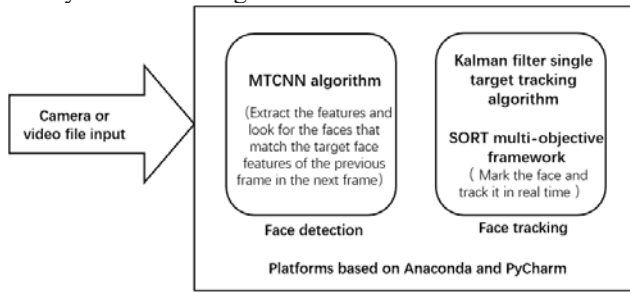 Camera or
video file input
MTCNN algorithm
(Extract the features and
look for the faces that
match the target face
features of the previous
frame in the next frame)
Face detection
Kalman filter single
target tracking
algorithm
SORT multi-objective
framework
( Mark the face and
track it in real time )
Face tracking
Platforms based on Anaconda and PyCharm